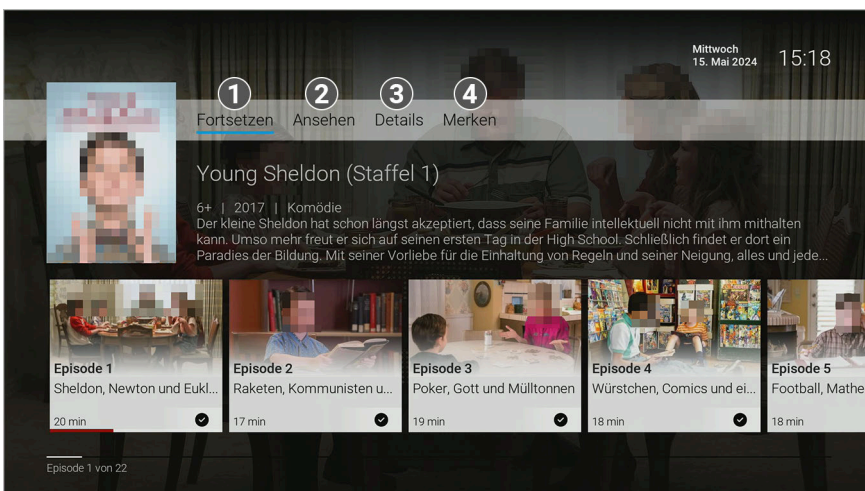 Mittwoch
15. Mai 2024
15:18
1
2
3
4
Fortsetzen
Ansehen
Details
Merken
Young Sheldon (Staffel 1)
6+ | 2017 | Komödie
Der kleine Sheldon hat schon längst akzeptiert, dass seine Familie intellektuell nicht mit ihm mithalten
kann. Umso mehr freut er sich auf seinen ersten Tag in der High School. Schließlich findet er dort ein
Paradies der Bildung. Mit seiner Vorliebe für die Einhaltung von Regeln und seiner Neigung, alles und jede...
Episode 1
Sheldon, Newton und Eukl...
20 min
Episode 2
Raketen, Kommunisten u...
17 min
Episode 3
Poker, Gott und Mülltonnen
19 min
Episode 4
Würstchen, Comics und ei...
18 min
Episode 5
Football, Mathe
18 min
Episode 1 von 22